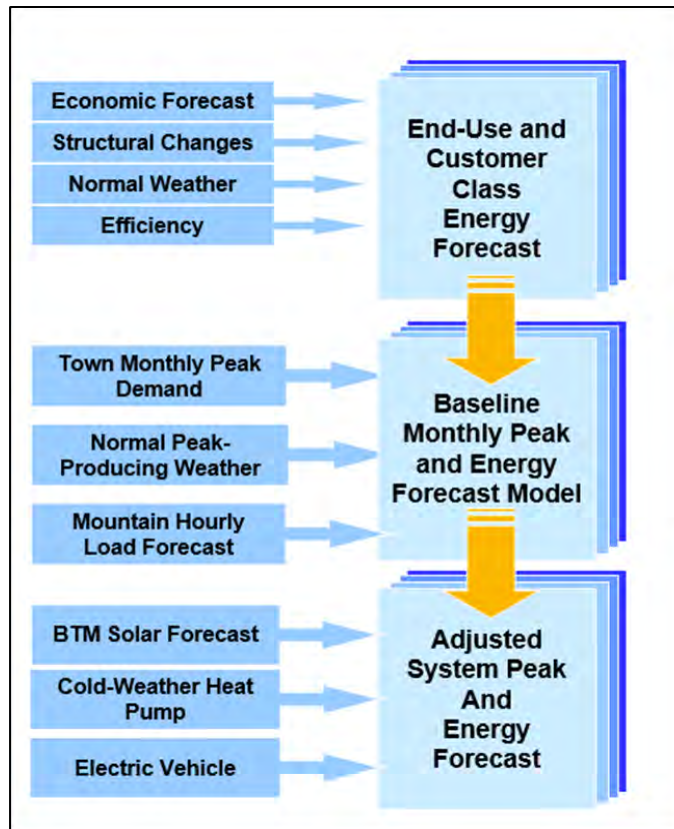 Economic Forecast
Structural Changes
Normal Weather
Efficiency
End-Use and
Customer
Class
Energy
Forecast
Town Monthly Peak
Demand
Normal Peak-
Producing Weather
Mountain Hourly
Load Forecast
Baseline
Monthly Peak
and Energy
Forecast Model
BTM Solar Forecast
Cold-Weather Heat
Pump
Electric Vehicle
Adjusted
System Peak
And
Energy
Forecast